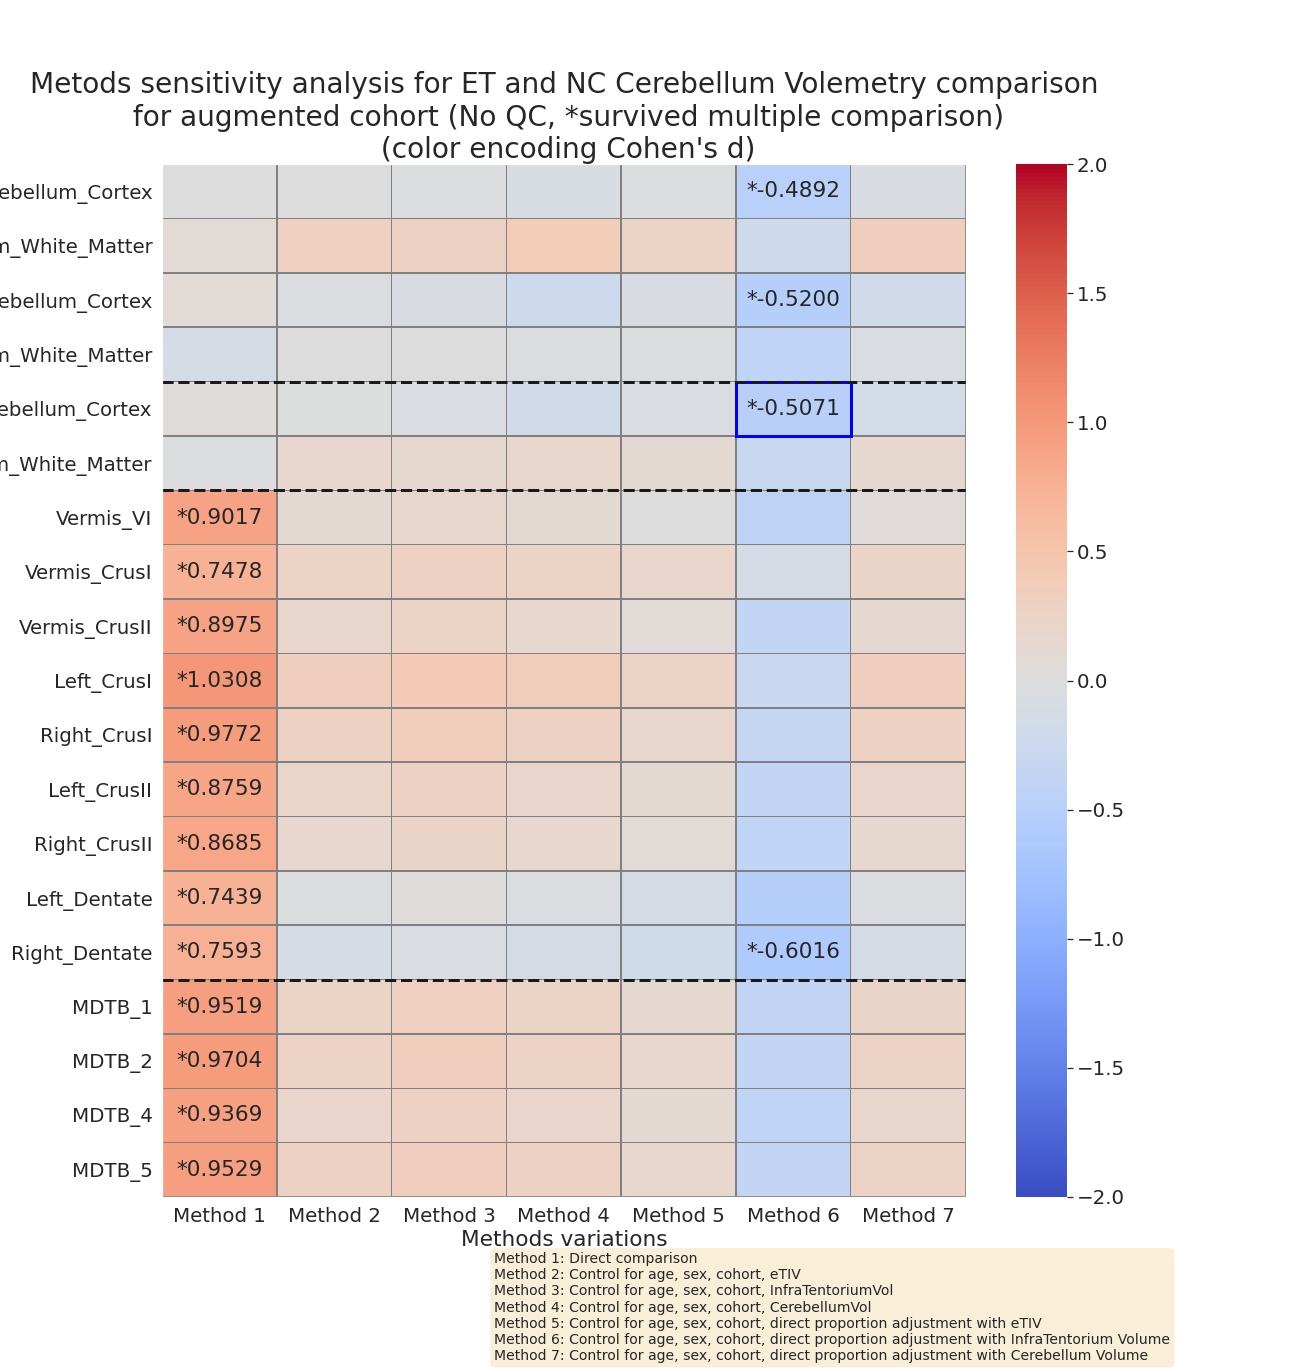 Metods sensitivity analysis for ET and NC Cerebellum Volemetry comparison
for augmented cohort (No QC, *survived multiple comparison)
(color encoding Cohen's d)
ebellum_Cortex *-0.4892
m_White_Matter
ebellum_Cortex *-0.5200
m_White_Matter
ebellum_Cortex *-0.5071
m_White_Matter
Vermis_VI *0.9017
Vermis_CrusI *0.7478
Vermis_CrusII *0.8975
Left_CrusI *1.0308
Right_CrusI *0.9772
Left_CrusII *0.8759
Right_CrusII *0.8685
Left_Dentate *0.7439
Right_Dentate *0.7593 *-0.6016
MDTB_1 *0.9519
MDTB_2 *0.9704
MDTB_4 *0.9369
MDTB_5 *0.9529
Method 1 Method 2 Method 3 Method 4 Method 5 Method 6 Method 7
Methods variations
2.0
1.5
1.0
0.5
0.0
−0.5
−1.0
−1.5
−2.0
Method 1: Direct comparison
Method 2: Control for age, sex, cohort, eTIV
Method 3: Control for age, sex, cohort, InfraTentoriumVol
Method 4: Control for age, sex, cohort, CerebellumVol
Method 5: Control for age, sex, cohort, direct proportion adjustment with eTIV
Method 6: Control for age, sex, cohort, direct proportion adjustment with InfraTentorium Volume
Method 7: Control for age, sex, cohort, direct proportion adjustment with Cerebellum Volume